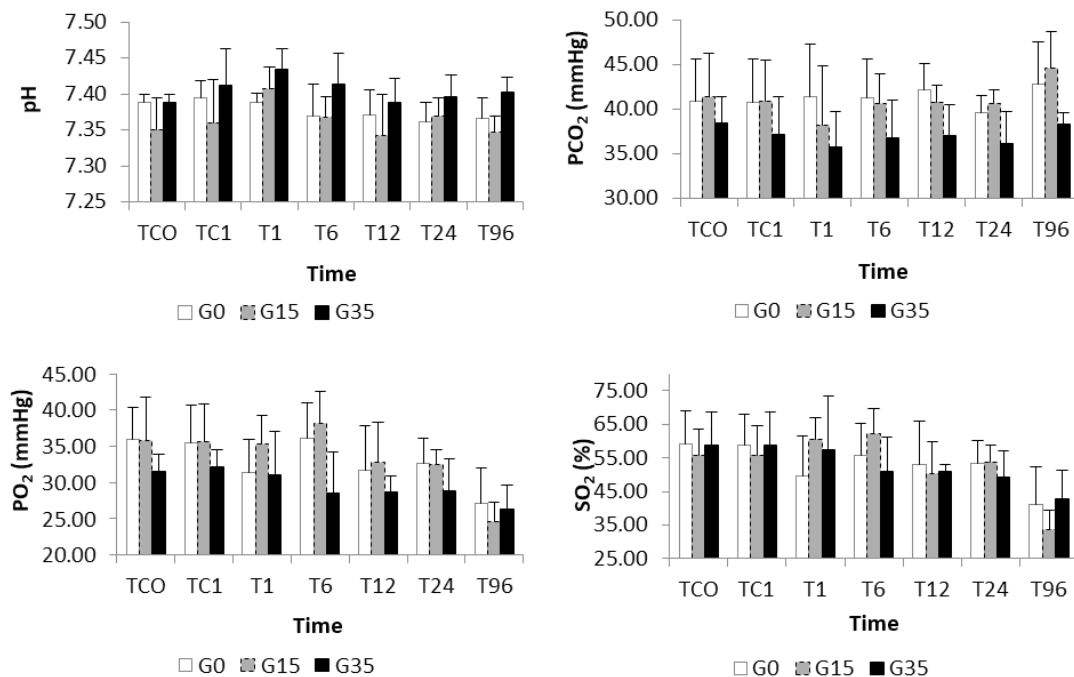 pH
7.50
7.45
7.40
7.35
7.30
7.25
TCO TC1 T1 T6 T12 T24 T96
Time
G0 G15 G35
PCO2 (mmHg)
50.00
45.00
40.00
35.00
30.00
TCO TC1 T1 T6 T12 T24 T96
Time
G0 G15 G35
PO2 (mmHg)
45.00
40.00
35.00
30.00
25.00
20.00
TCO TC1 T1 T6 T12 T24 T96
Time
G0 G15 G35
SO2 (%)
75.00
65.00
55.00
45.00
35.00
25.00
TCO TC1 T1 T6 T12 T24 T96
Time
G0 G15 G35